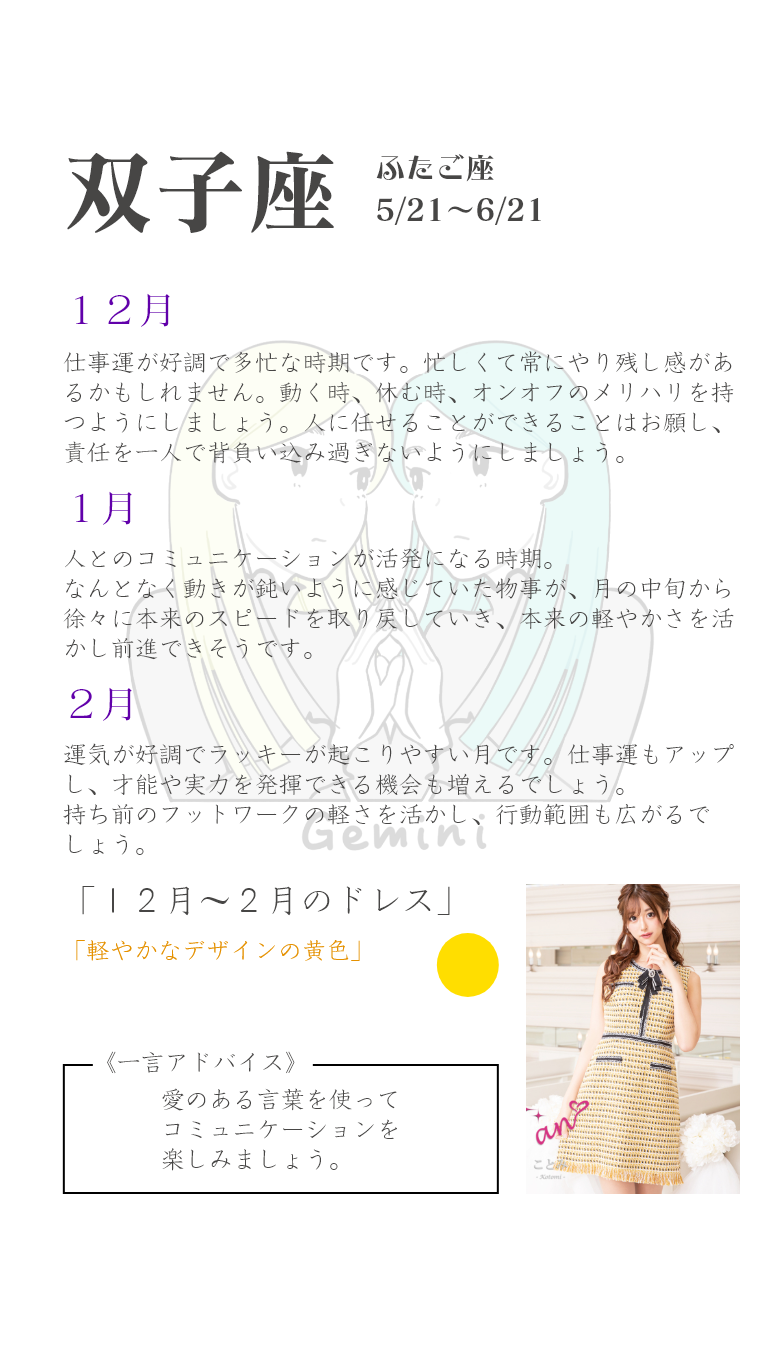 双子座
ふたご座
5/21～6/21
１２月
仕事運が好調で多忙な時期です。忙しくて常にやり残し感があ
るかもしれません。動く時、休む時、オンオフのメリハリを持
つようにしましょう。人に任せることができることはお願し、
責任を一人で背負い込み過ぎないようにしましょう。
１月
人とのコミュニケーションが活発になる時期。
なんとなく動きが鈍いように感じていた物事が、月の中旬から
徐々に本来のスピードを取り戻していき、本来の軽やかさを活
かし前進できそうです。
２月
運気が好調でラッキーが起こりやすい月です。仕事運もアップ
し、才能や実力を発揮できる機会も増えるでしょう。
持ち前のフットワークの軽さを活かし、行動範囲も広がるで
しょう。
Gemini
「１２月～２月のドレス」
「軽やかなデザインの黄色」
《一言アドバイス》
愛のある言葉を使って
コミュニケーションを
楽しみましょう。
an
- Kotomi -